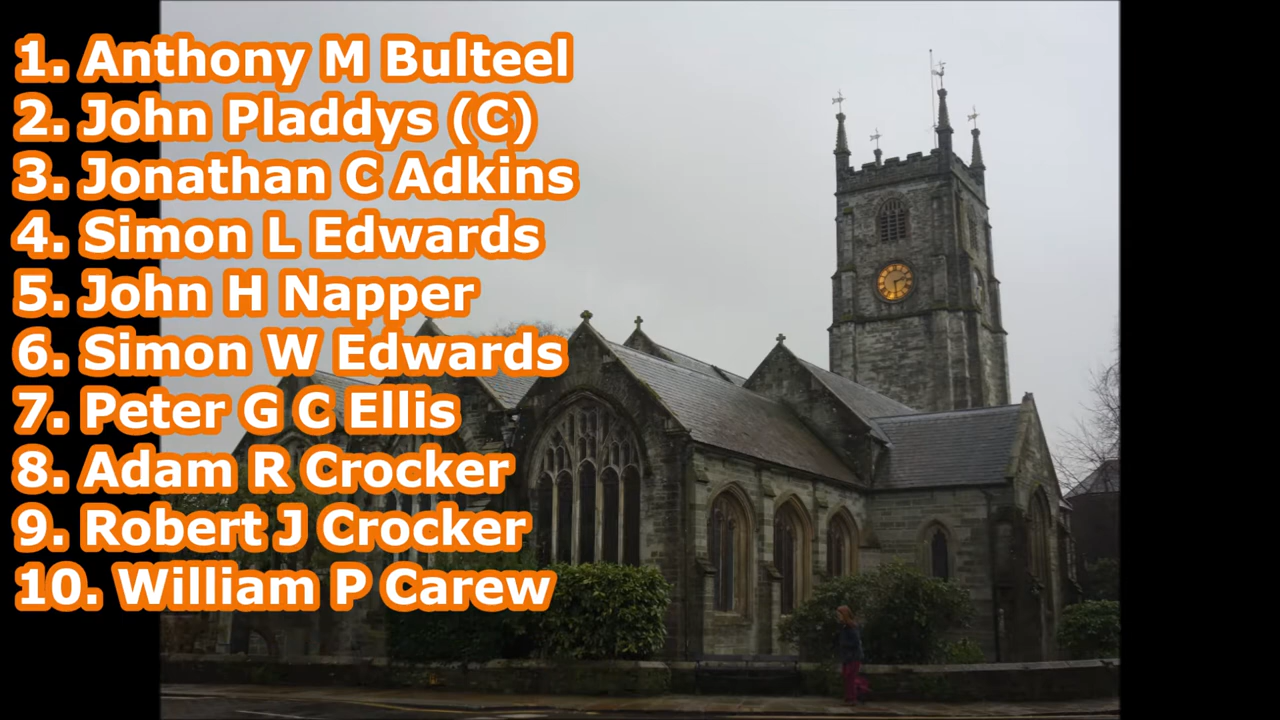 1. Anthony M Bulteel
2. John Pladdys (C)
3. Jonathan C Adkins
4. Simon L Edwards
5. John H Napper
6. Simon W Edwards
7. Peter G C Ellis
8. Adam R Crocker
9. Robert J Crocker
10. William P Carew